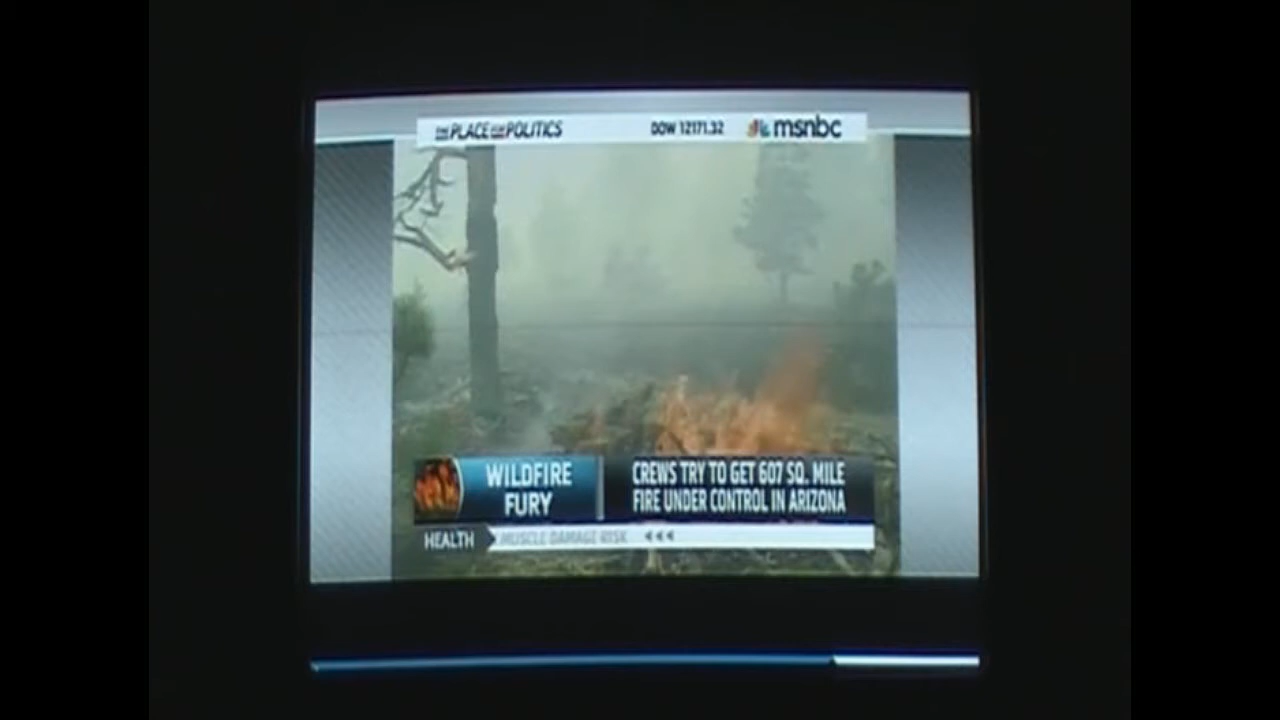 THE PLACE FOR POLITICS DOW 12171.32 msnbc
WILDFIRE
FURY
CREWS TRY TO GET 607 SQ. MILE
FIRE UNDER CONTROL IN ARIZONA
HEALTH MUSCLE DAMAGE RISK